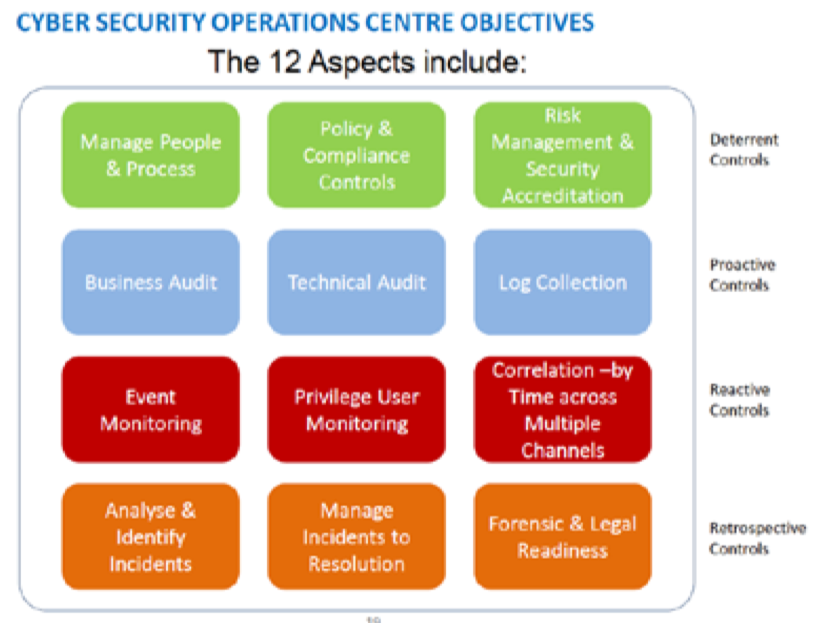 CYBER SECURITY OPERATIONS CENTRE OBJECTIVES
The 12 Aspects include:
Manage People
& Process
Policy &
Compliance
Controls
Risk
Management &
Security
Accreditation
Deterrent
Controls
Business Audit
Technical Audit
Log Collection
Proactive
Controls
Event
Monitoring
Privilege User
Monitoring
Correlation –by
Time across
Multiple
Channels
Reactive
Controls
Analyse &
Identify
Incidents
Manage
Incidents to
Resolution
Forensic & Legal
Readiness
Retrospective
Controls